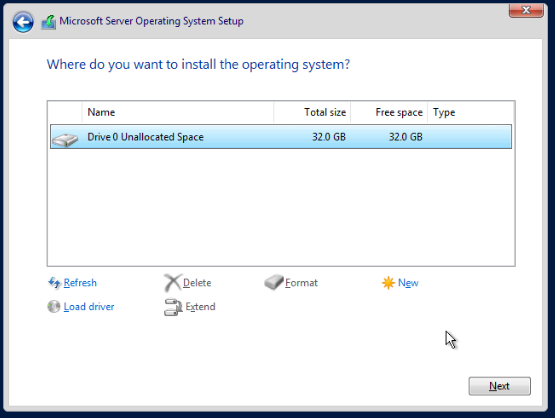 Microsoft Server Operating System Setup
Where do you want to install the operating system?
Name Total size Free space Type
Drive 0 Unallocated Space 32.0 GB 32.0 GB
Refresh Delete Format New
Load driver Extend
Next